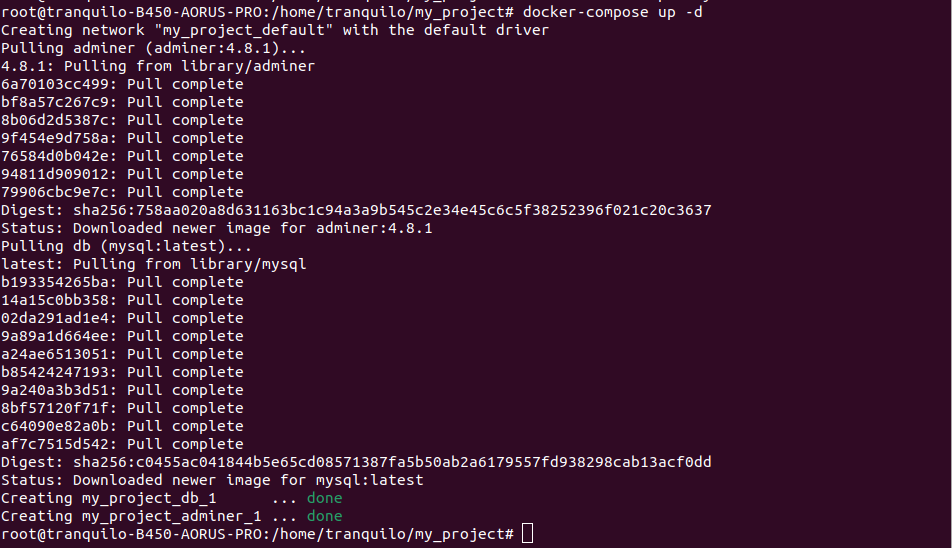 root@tranquilo-B450-AORUS-PRO:/home/tranquilo/my_project# docker-compose up -d
Creating network "my_project_default" with the default driver
Pulling adminer (adminer:4.8.1)...
4.8.1: Pulling from library/adminer
6a70103cc499: Pull complete
bf8a57c267c9: Pull complete
8b06d2d5387c: Pull complete
9f454e9d758a: Pull complete
76584d0b042e: Pull complete
94811d909012: Pull complete
79906cbc9e7c: Pull complete
Digest: sha256:758aa020a8d631163bc1c94a3a9b545c2e34e45c6c5f38252396f021c20c3637
Status: Downloaded newer image for adminer:4.8.1
Pulling db (mysql:latest)...
latest: Pulling from library/mysql
b193354265ba: Pull complete
14a15c0bb358: Pull complete
02da291ad1e4: Pull complete
9a89a1d664ee: Pull complete
a24ae6513051: Pull complete
b85424247193: Pull complete
9a240a3b3d51: Pull complete
8bf57120f71f: Pull complete
c64090e82a0b: Pull complete
af7c7515d542: Pull complete
Digest: sha256:c0455ac041844b5e65cd08571387fa5b50ab2a6179557fd938298cab13acf0dd
Status: Downloaded newer image for mysql:latest
Creating my_project_db_1      ... done
Creating my_project_adminer_1 ... done
root@tranquilo-B450-AORUS-PRO:/home/tranquilo/my_project#